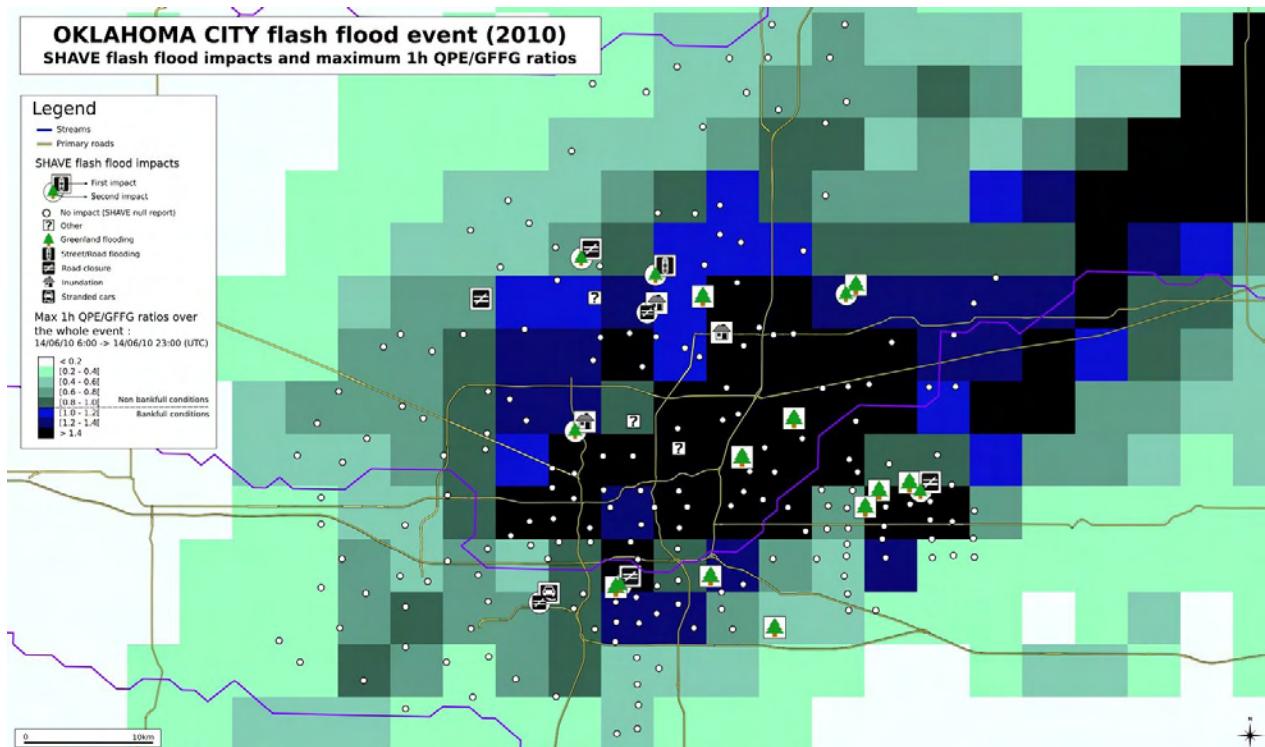 OKLAHOMA CITY flash flood event (2010)
SHAVE flash flood impacts and maximum 1h QPE/GFFG ratios
Legend
Streams
Primary roads
SHAVE flash flood impacts
First impact
Second impact
No impact (SHAVE null report)
? Other
Greenland flooding
Street/Road flooding
Road closure
Inundation
Stranded cars
Max 1h QPE/GFFG ratios over
the whole event :
14/06/10 6:00 -> 14/06/10 23:00 (UTC)
< 0.2
[0.2 - 0.4[
[0.4 - 0.6[
[0.6 - 0.8[
[0.8 - 1.0[ Non bankfull conditions
[1.0 - 1.2[ Bankfull conditions
[1.2 - 1.4[
> 1.4
?
?
?
0 10km
N